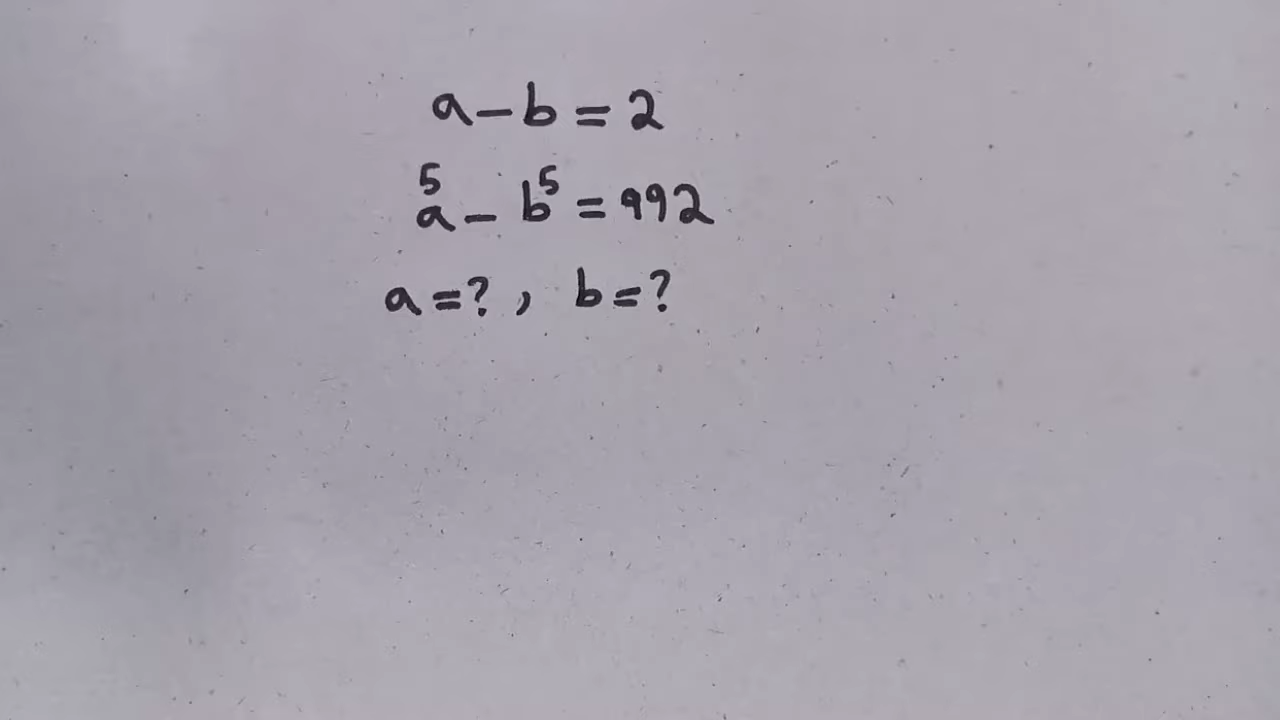 a - b = 2
a⁵ - b⁵ = 992
a = ? , b = ?